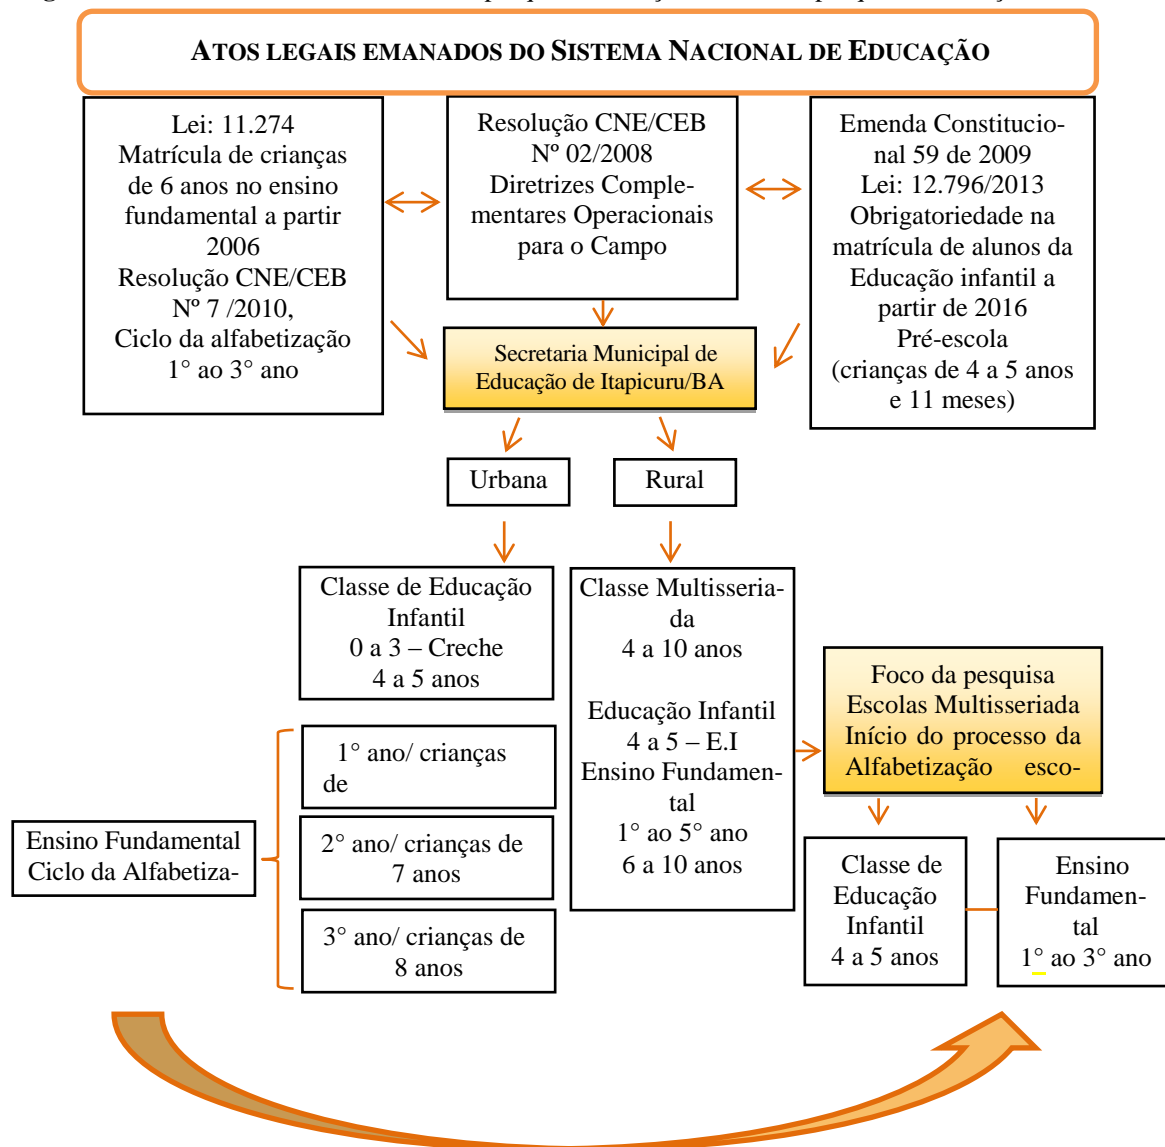 ATOS LEGAIS EMANADOS DO SISTEMA NACIONAL DE EDUCAÇÃO
Lei: 11.274
Matrícula de crianças
de 6 anos no ensino
fundamental a partir
2006
Resolução CNE/CEB
Nº 7 /2010,
Ciclo da alfabetização
1° ao 3° ano
Resolução CNE/CEB
Nº 02/2008
Diretrizes Comple-
mentares Operacionais
para o Campo
Emenda Constitucio-
nal 59 de 2009
Lei: 12.796/2013
Obrigatoriedade na
matrícula de alunos da
Educação infantil a
partir de 2016
Pré-escola
(crianças de 4 a 5 anos
e 11 meses)
Secretaria Municipal de
Educação de Itapicuru/BA
Urbana
Rural
Classe de Educação
Infantil
0 a 3 – Creche
4 a 5 anos
Classe Multisseria-
da
4 a 10 anos
Educação Infantil
4 a 5 – E.I
Ensino Fundamen-
tal
1° ao 5° ano
6 a 10 anos
Foco da pesquisa
Escolas Multisseriada
Início do processo da
Alfabetização esco-
Ensino Fundamental
Ciclo da Alfabetiza-
1° ano/ crianças
de
2° ano/ crianças de
7 anos
3° ano/ crianças de
8 anos
Classe de
Educação
Infantil
4 a 5 anos
Ensino
Fundamen-
tal
1° ao 3° ano